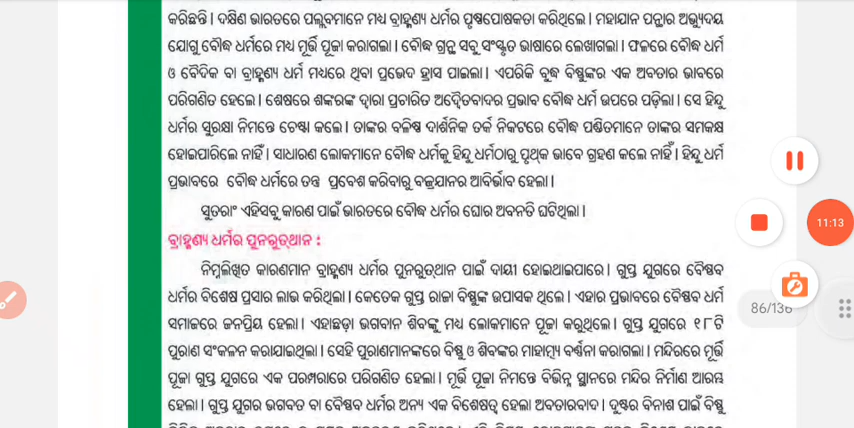 କରିଛନ୍ତି । ଦକ୍ଷିଣ ଭାରତରେ ପଲ୍ଲବମାନେ ମଧ୍ୟ ବ୍ରାହ୍ମଣ୍ୟ ଧର୍ମର ପୃଷ୍ଠପୋଷକତା କରିଥିଲେ । ମହାଯାନ ପନ୍ଥାର ଅଭ୍ୟୁଦୟ
ଯୋଗୁ ବୌଦ୍ଧ ଧର୍ମରେ ମଧ୍ୟ ମୂର୍ତ୍ତି ପୂଜା କରାଗଲା । ବୌଦ୍ଧ ଗ୍ରନ୍ଥ ସବୁ ସଂସ୍କୃତ ଭାଷାରେ ଲେଖାଗଲା । ଫଳରେ ବୌଦ୍ଧ ଧର୍ମ
ଓ ବୈଦିକ ବା ବ୍ରାହ୍ମଣ୍ୟ ଧର୍ମ ମଧ୍ୟରେ ଥିବା ପ୍ରଭେଦ ହ୍ରାସ ପାଇଲା । ଏପରିକି ବୁଦ୍ଧ ବିଷ୍ଣୁଙ୍କର ଏକ ଅବତାର ଭାବରେ
ପରିଗଣିତ ହେଲେ । ଶେଷରେ ଶଙ୍କରଙ୍କ ଦ୍ୱାରା ପ୍ରଚାରିତ ଅଦ୍ୱୈତବାଦର ପ୍ରଭାବ ବୌଦ୍ଧ ଧର୍ମ ଉପରେ ପଡ଼ିଲା । ସେ ହିନ୍ଦୁ
ଧର୍ମର ସୁରକ୍ଷା ନିମନ୍ତେ ଚେଷ୍ଟା କଲେ । ତାଙ୍କର ବଳିଷ୍ଠ ଦାର୍ଶନିକ ତର୍କ ନିକଟରେ ବୌଦ୍ଧ ପଣ୍ଡିତମାନେ ତାଙ୍କର ସମକକ୍ଷ
ହୋଇପାରିଲେ ନାହିଁ । ସାଧାରଣ ଲୋକମାନେ ବୌଦ୍ଧ ଧର୍ମକୁ ହିନ୍ଦୁ ଧର୍ମଠାରୁ ପୃଥକ୍ ଭାବେ ଗ୍ରହଣ କଲେ ନାହିଁ । ହିନ୍ଦୁ ଧର୍ମ
ପ୍ରଭାବରେ ବୌଦ୍ଧ ଧର୍ମରେ ତନ୍ତ୍ର ପ୍ରବେଶ କରିବାରୁ ବଜ୍ରଯାନର ଆବିର୍ଭାବ ହେଲା ।
ସୁତରାଂ ଏହିସବୁ କାରଣ ପାଇଁ ଭାରତରେ ବୌଦ୍ଧ ଧର୍ମର ଘୋର ଅବନତି ଘଟିଥିଲା ।
ବ୍ରାହ୍ମଣ୍ୟ ଧର୍ମର ପୁନରୁତ୍‌ଥାନ :
ନିମ୍ନଲିଖିତ କାରଣମାନ ବ୍ରାହ୍ମଣ୍ୟ ଧର୍ମର ପୁନରୁତ୍‌ଥାନ ପାଇଁ ଦାୟୀ ହୋଇଥାଇପାରେ । ଗୁପ୍ତ ଯୁଗରେ ବୈଷ୍ଣବ
ଧର୍ମର ବିଶେଷ ପ୍ରସାର ଲାଭ କରିଥିଲା । କେତେକ ଗୁପ୍ତ ରାଜା ବିଷ୍ଣୁଙ୍କ ଉପାସକ ଥିଲେ । ଏହାର ପ୍ରଭାବରେ ବୈଷ୍ଣବ ଧର୍ମ
ସମାଜରେ ଜନପ୍ରିୟ ହେଲା । ଏହାଛଡ଼ା ଭଗବାନ ଶିବଙ୍କୁ ମଧ୍ୟ ଲୋକମାନେ ପୂଜା କରୁଥିଲେ । ଗୁପ୍ତ ଯୁଗରେ ୧୮ଟି
ପୁରାଣ ସଂକଳନ କରାଯାଇଥିଲା । ସେହି ପୁରାଣମାନଙ୍କରେ ବିଷ୍ଣୁ ଓ ଶିବଙ୍କର ମାହାତ୍ମ୍ୟ ବର୍ଣ୍ଣନା କରାଗଲା । ମନ୍ଦିରରେ ମୂର୍ତ୍ତି
ପୂଜା ଗୁପ୍ତ ଯୁଗରେ ଏକ ପରମ୍ପରାରେ ପରିଗଣିତ ହେଲା । ମୂର୍ତ୍ତି ପୂଜା ନିମନ୍ତେ ବିଭିନ୍ନ ସ୍ଥାନରେ ମନ୍ଦିର ନିର୍ମାଣ ଆରମ୍ଭ
ହେଲା । ଗୁପ୍ତ ଯୁଗର ଭଗବତ ବା ବୈଷ୍ଣବ ଧର୍ମର ଅନ୍ୟ ଏକ ବିଶେଷତ୍ୱ ହେଲା ଅବତାରବାଦ । ଦୁଷ୍ଟର ବିନାଶ ପାଇଁ ବିଷ୍ଣୁ
11:13
86/136